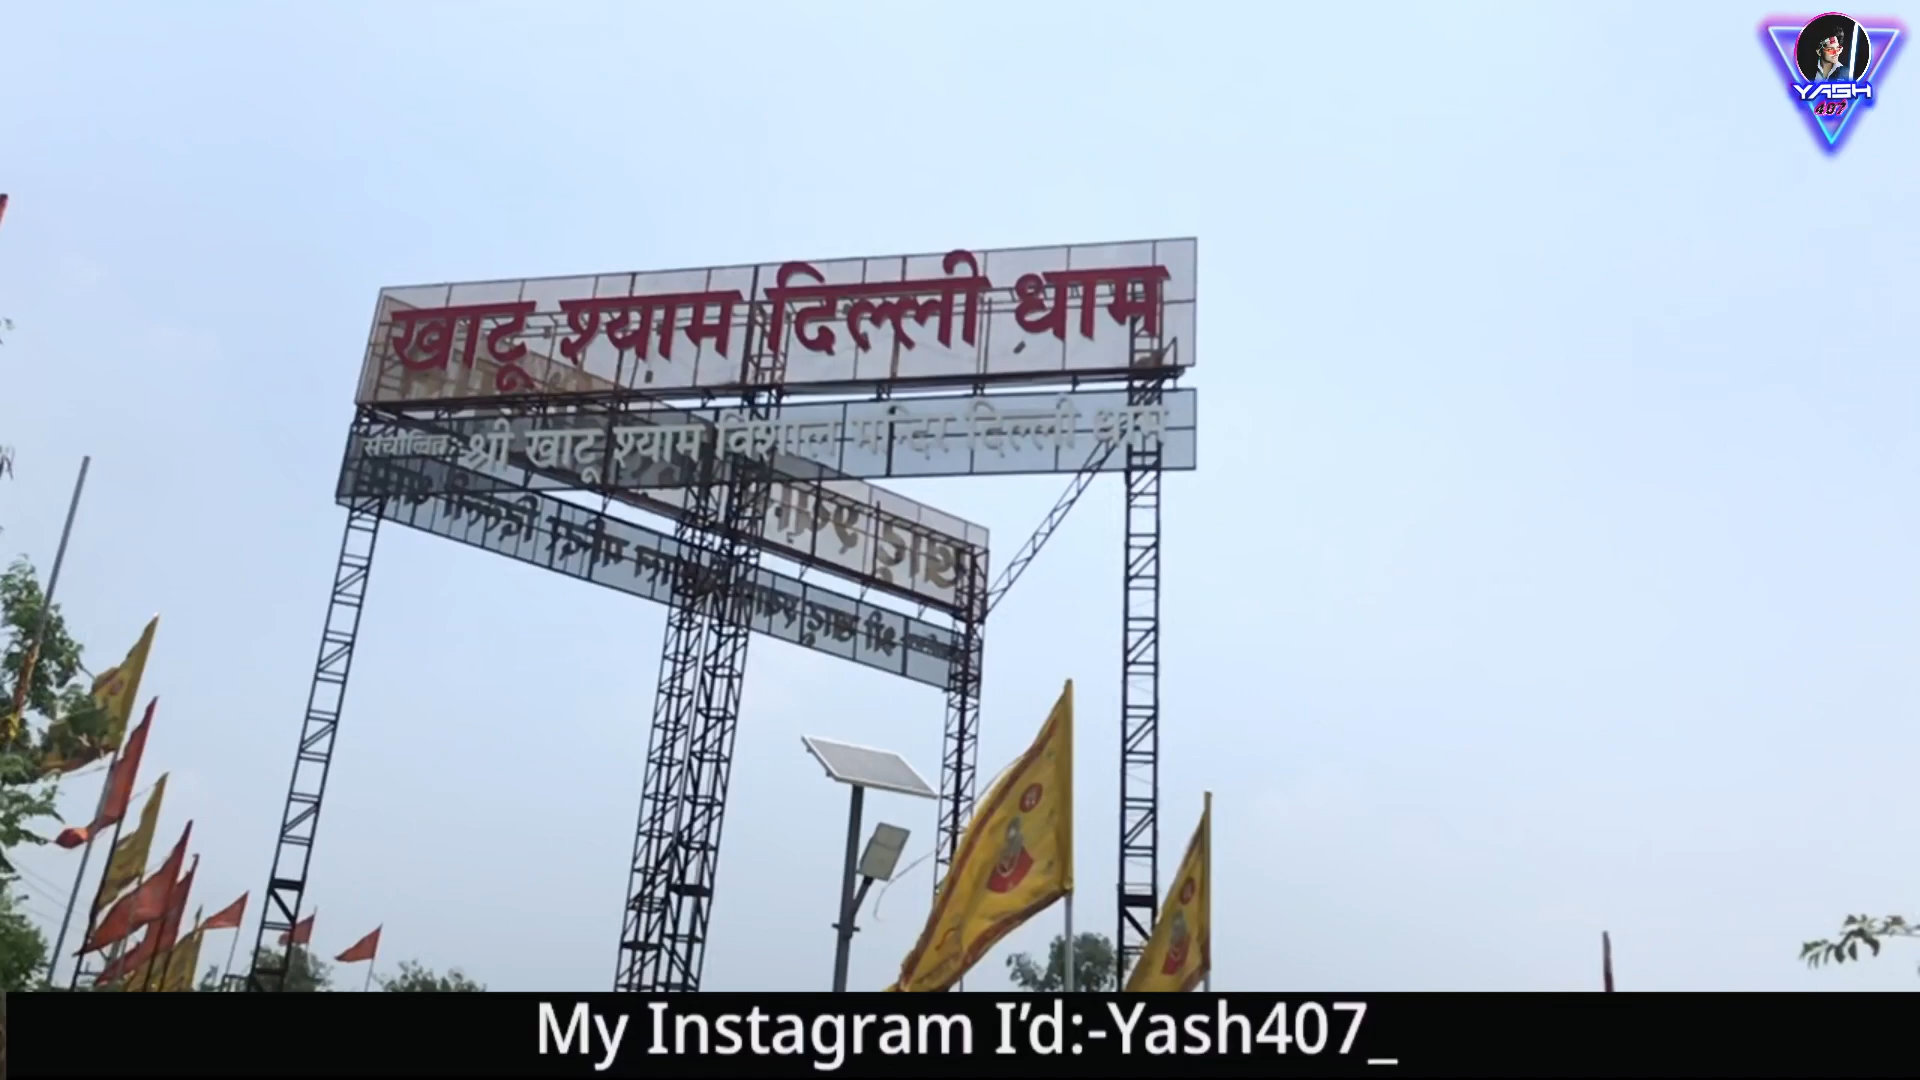 YASH
407
खाटू श्याम दिल्ली धाम
श्री खाटू श्याम विशाल मन्दिर दिल्ली धाम
My Instagram I’d:-Yash407_